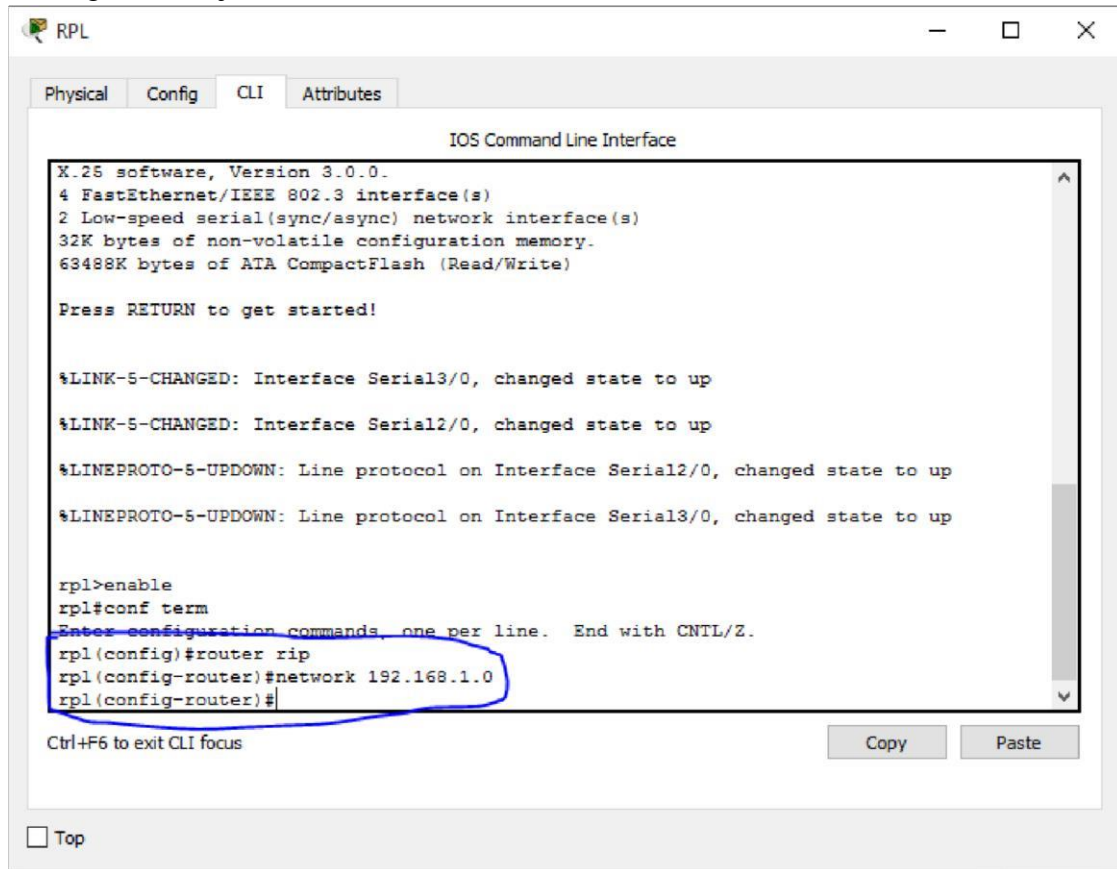 RPL
Physical Config CLI Attributes
IOS Command Line Interface
X.25 software, Version 3.0.0.
4 FastEthernet/IEEE 802.3 interface(s)
2 Low-speed serial(sync/async) network interface(s)
32K bytes of non-volatile configuration memory.
63488K bytes of ATA CompactFlash (Read/Write)
Press RETURN to get started!
%LINK-5-CHANGED: Interface Serial3/0, changed state to up
%LINK-5-CHANGED: Interface Serial2/0, changed state to up
%LINEPROTO-5-UPDOWN: Line protocol on Interface Serial2/0, changed state to up
%LINEPROTO-5-UPDOWN: Line protocol on Interface Serial3/0, changed state to up
rpl>enable
rpl#conf term
Enter configuration commands, one per line. End with CNTL/Z.
rpl(config)#router rip
rpl(config-router)#network 192.168.1.0
rpl(config-router)#
Ctrl+F6 to exit CLI focus
Copy Paste
Top